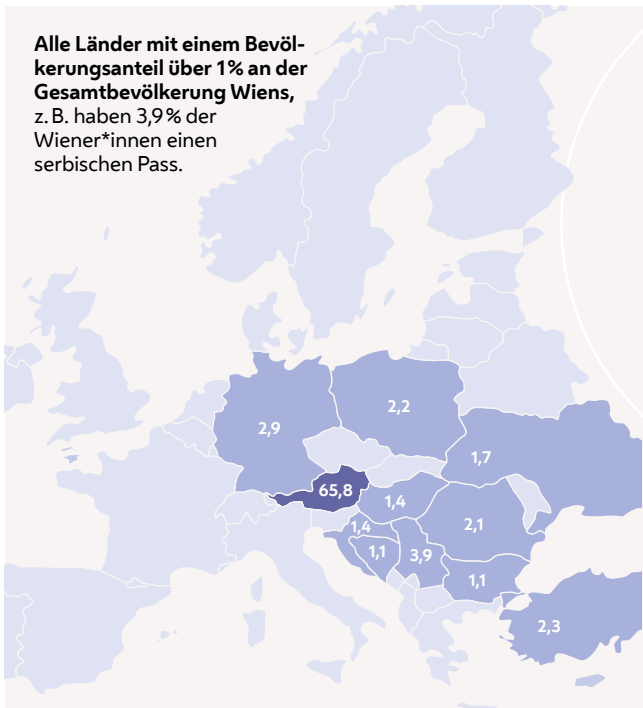 Alle Länder mit einem Bevöl-
kerungsanteil über 1% an der
Gesamtbevölkerung Wiens,
z. B. haben 3,9 % der
Wiener*innen einen
serbischen Pass.
2,9
2,2
1,7
65,8
1,4
1,4
2,1
1,1
3,9
1,1
2,3